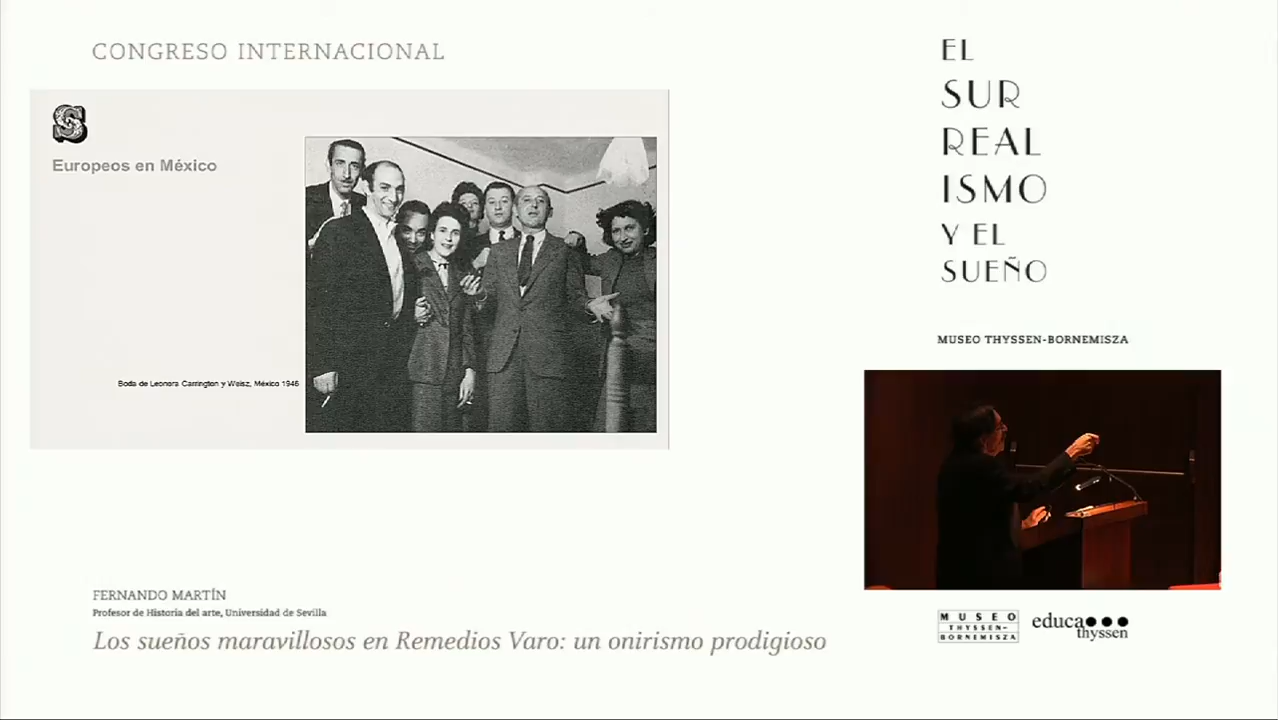 CONGRESO INTERNACIONAL
S
Europeos en México
Boda de Leonora Carrington y Weisz, México 1946
EL
SUR
REAL
ISMO
Y EL
SUEÑO
MUSEO THYSSEN-BORNEMISZA
FERNANDO MARTÍN
Profesor de Historia del arte, Universidad de Sevilla
Los sueños maravillosos en Remedios Varo: un onirismo prodigioso
MUSEO
THYSSEN-
BORNEMISZA
educa
thyssen